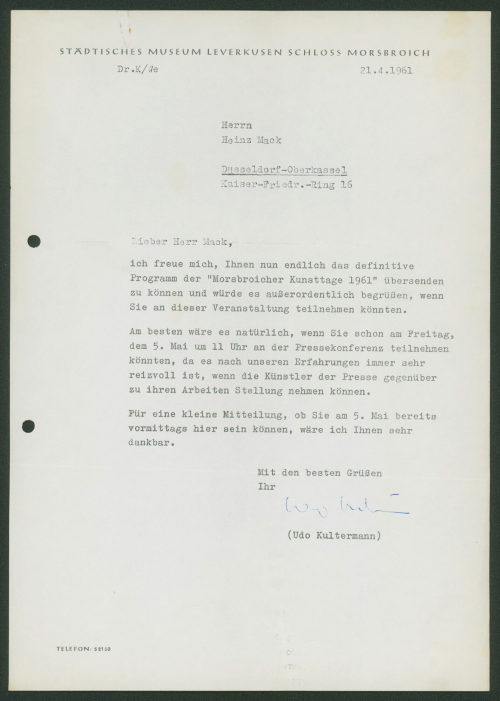 STÄDTISCHES MUSEUM LEVERKUSEN SCHLOSS MORSBROICH
Dr.K/We 21.4.1961
Herrn
Heinz Mack
Düsseldorf-Oberkassel
Kaiser-Friedr.-Ring 16
Lieber Herr Mack,
ich freue mich, Ihnen nun endlich das definitive
Programm der "Morsbroicher Kunsttage 1961" übersenden
zu können und würde es außerordentlich begrüßen, wenn
Sie an dieser Veranstaltung teilnehmen könnten.
Am besten wäre es natürlich, wenn Sie schon am Freitag,
dem 5. Mai um 11 Uhr an der Pressekonferenz teilnehmen
könnten, da es nach unseren Erfahrungen immer sehr
reizvoll ist, wenn die Künstler der Presse gegenüber
zu ihren Arbeiten Stellung nehmen können.
Für eine kleine Mitteilung, ob Sie am 5. Mai bereits
vormittags hier sein können, wäre ich Ihnen sehr
dankbar.
Mit den besten Grüßen
Ihr
(Udo Kultermann)
TELEFON: 52150